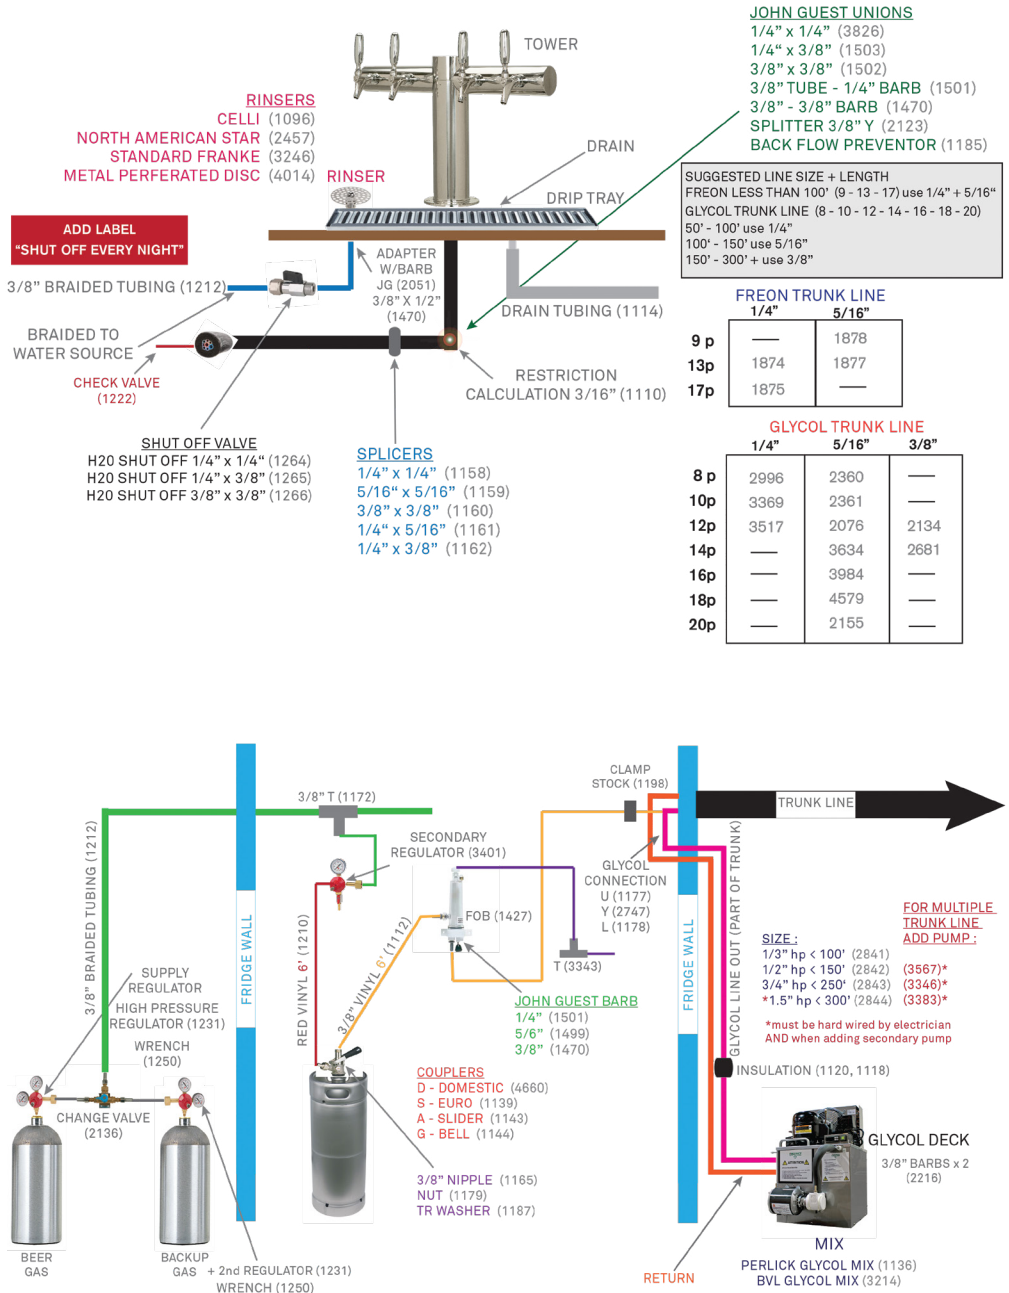 JOHN GUEST UNIONS
1/4” x 1/4” (3826)
1/4“ x 3/8” (1503)
3/8”x 3/8” (1502)
3/8” TUBE - 1/4” BARB (1501)
3/8” - 3/8” BARB (1470)
SPLITTER 3/8” Y (2123)
BACK FLOW PREVENTOR (1185)
TOWER
RINSERS
CELLI (1096)
NORTH AMERICAN STAR (2457)
STANDARD FRANKE (3246)
METAL PERFERATED DISC (4014)
RINSER
DRAIN
DRIP TRAY
SUGGESTED LINE SIZE + LENGTH
FREON LESS THAN 100’ (9 - 13 - 17) use 1/4” + 5/16“
GLYCOL TRUNK LINE (8 - 10 - 12 - 14 - 16 - 18 - 20)
50’ - 100’ use 1/4”
100‘ - 150’ use 5/16”
150’ - 300’ + use 3/8”
ADD LABEL
“SHUT OFF EVERY NIGHT”
3/8” BRAIDED TUBING (1212)
ADAPTER
W/BARB
JG (2051)
3/8” X 1/2”
(1470)
DRAIN TUBING (1114)
BRAIDED TO
WATER SOURCE
CHECK VALVE
(1222)
RESTRICTION
CALCULATION 3/16” (1110)
SHUT OFF VALVE
H20 SHUT OFF 1/4” x 1/4“ (1264)
H20 SHUT OFF 1/4” x 3/8” (1265)
H20 SHUT OFF 3/8” x 3/8” (1266)
SPLICERS
1/4” x 1/4” (1158)
5/16“ x 5/16” (1159)
3/8” x 3/8” (1160)
1/4“ x 5/16” (1161)
1/4” x 3/8” (1162)
FREON TRUNK LINE
1/4” 5/16”
9 p — 1878
13p 1874 1877
17p 1875 —
GLYCOL TRUNK LINE
1/4” 5/16” 3/8”
8 p 2996 2360 —
10p 3369 2361 —
12p 3517 2076 2134
14p — 3634 2681
16p — 3984 —
18p — 4579 —
20p — 2155 —
3/8” BRAIDED TUBING (1212)
FRIDGE WALL
3/8” T (1172)
SECONDARY
REGULATOR (3401)
RED VINYL 6’ (1210)
3/8” VINYL 6’ (1112)
FOB (1427)
T (3343)
CLAMP
STOCK (1198)
TRUNK LINE
GLYCOL
CONNECTION
U (1177)
Y (2747)
L (1178)
FRIDGE WALL
GLYCOL LINE OUT (PART OF TRUNK)
SIZE :
1/3” hp < 100’ (2841)
1/2” hp < 150’ (2842)
3/4” hp < 250‘ (2843)
*1.5” hp < 300’ (2844)
FOR MULTIPLE
TRUNK LINE
ADD PUMP :
(3567)*
(3346)*
(3383)*
*must be hard wired by electrician
AND when adding secondary pump
SUPPLY
REGULATOR
HIGH PRESSURE
REGULATOR (1231)
WRENCH
(1250)
CHANGE VALVE
(2136)
BEER
GAS
BACKUP
GAS
+ 2nd REGULATOR (1231)
WRENCH (1250)
JOHN GUEST BARB
1/4” (1501)
5/6” (1499)
3/8” (1470)
COUPLERS
D - DOMESTIC (4660)
S - EURO (1139)
A - SLIDER (1143)
G - BELL (1144)
3/8” NIPPLE (1165)
NUT (1179)
TR WASHER (1187)
INSULATION (1120, 1118)
GLYCOL DECK
3/8” BARBS x 2
(2216)
RETURN
MIX
PERLICK GLYCOL MIX (1136)
BVL GLYCOL MIX (3214)